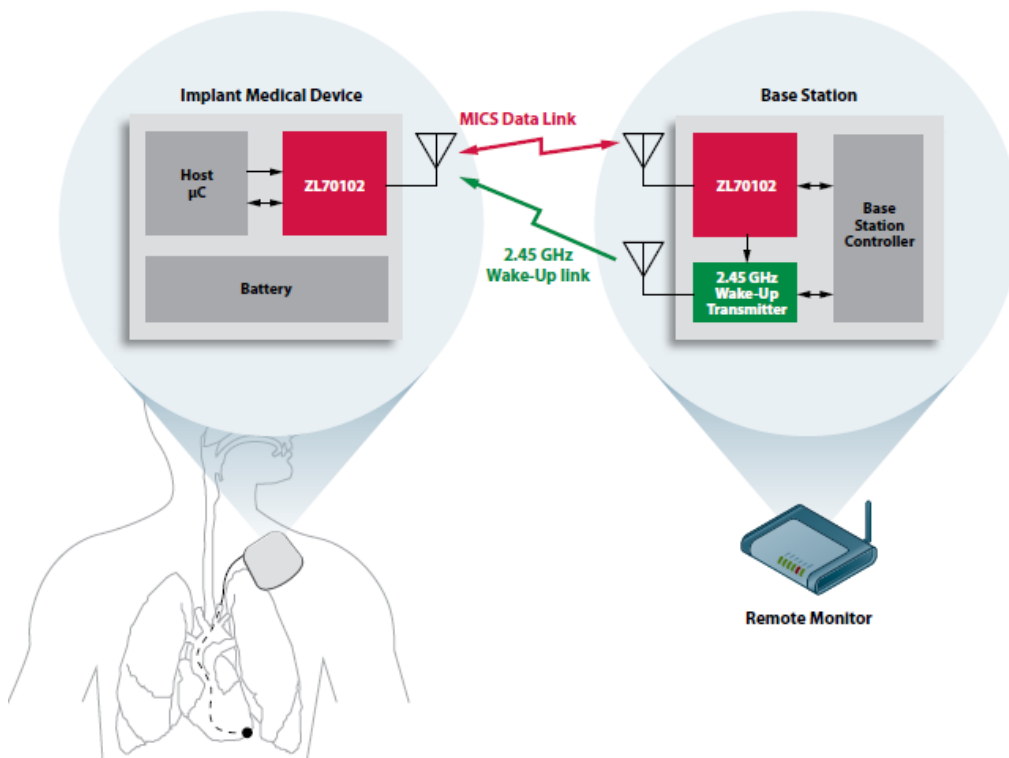 Implant Medical Device
Host
µC
ZL70102
Battery
MICS Data Link
2.45 GHz
Wake-Up link
Base Station
ZL70102
2.45 GHz
Wake-Up
Transmitter
Base
Station
Controller
Remote Monitor